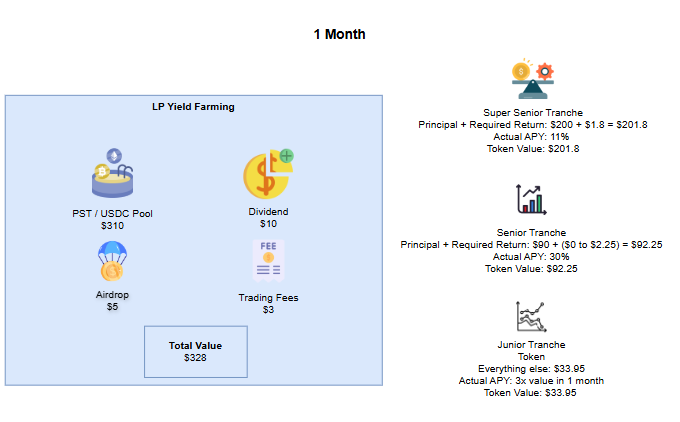 1 Month
LP Yield Farming
PST / USDC Pool
$310
Dividend
$10
FEE
Airdrop
$5
Trading Fees
$3
Total Value
$328
Super Senior Tranche
Principal + Required Return: $200 + $1.8 = $201.8
Actual APY: 11%
Token Value: $201.8
Senior Tranche
Principal + Required Return: $90 + ($0 to $2.25) = $92.25
Actual APY: 30%
Token Value: $92.25
Junior Tranche
Token
Everything else: $33.95
Actual APY: 3x value in 1 month
Token Value: $33.95